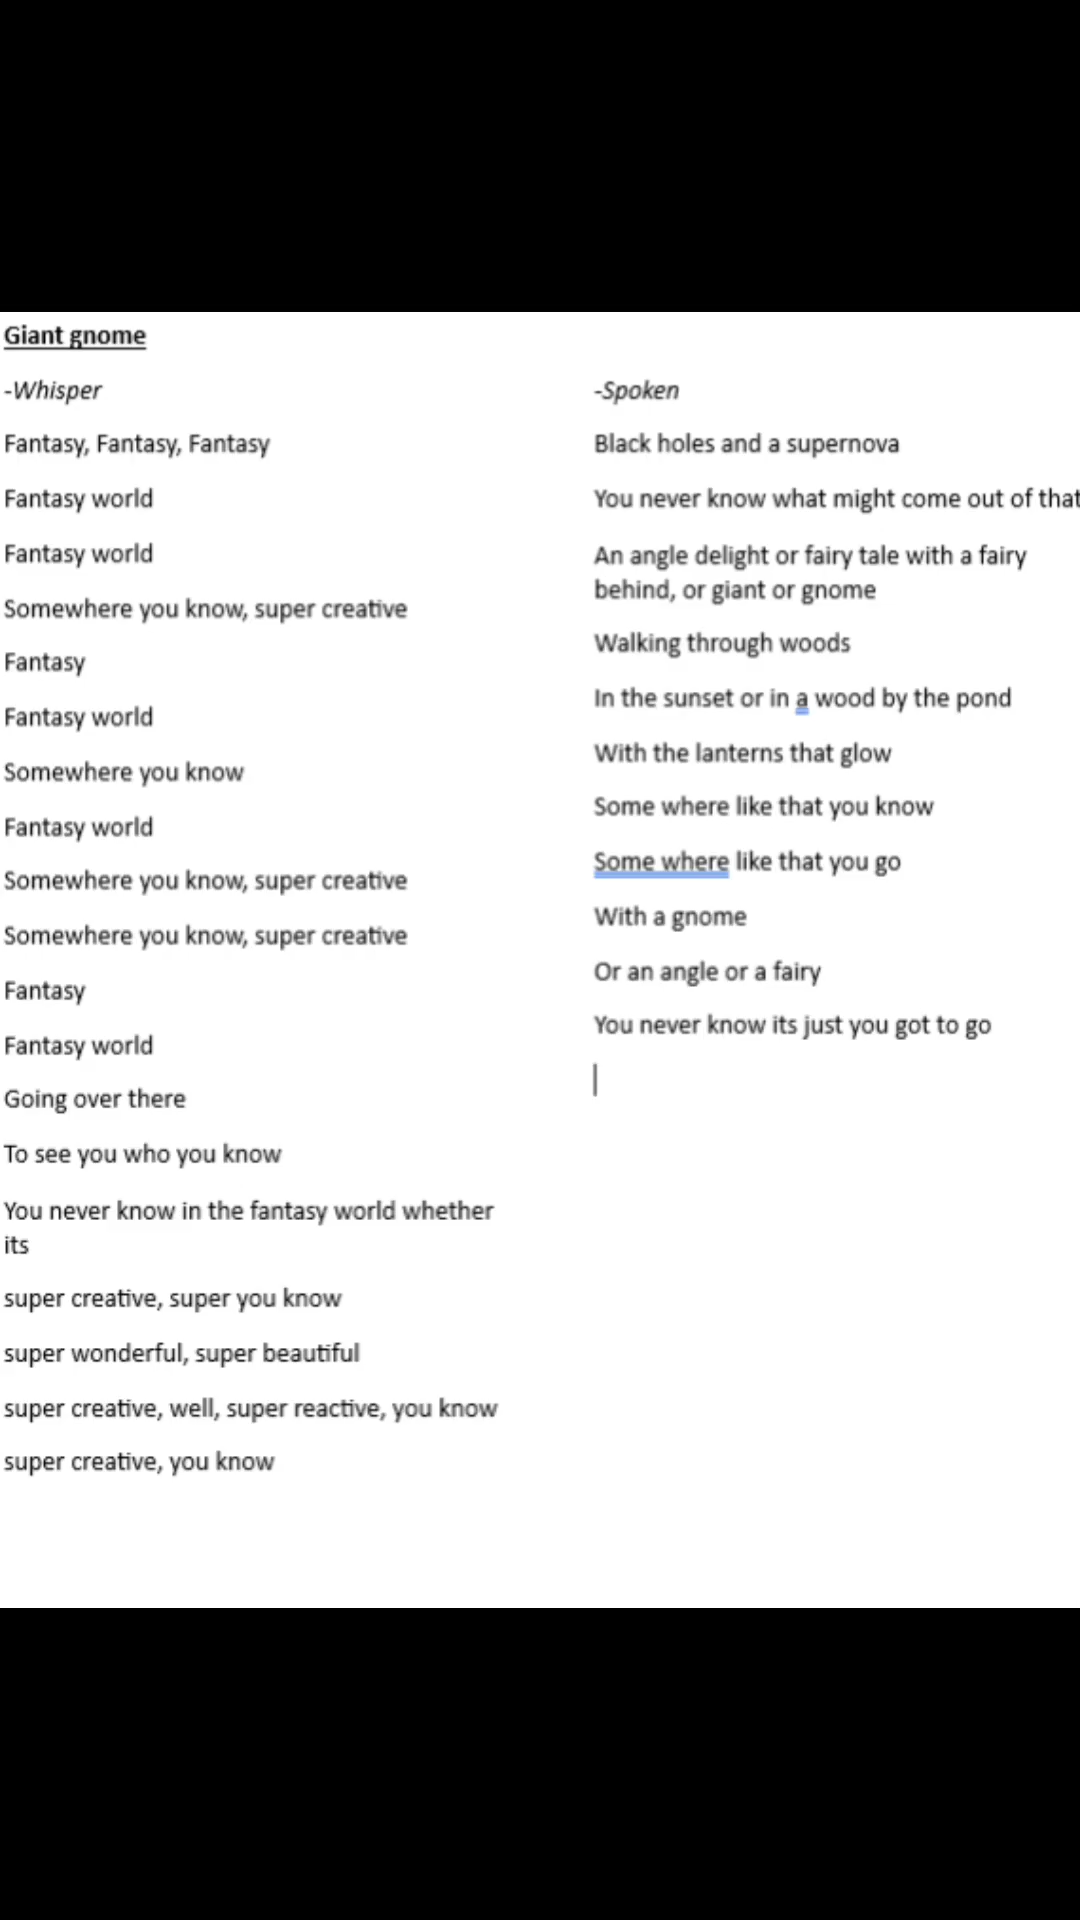 Giant gnome
-Whisper
Fantasy, Fantasy, Fantasy
Fantasy world
Fantasy world
Somewhere you know, super creative
Fantasy
Fantasy world
Somewhere you know
Fantasy world
Somewhere you know, super creative
Somewhere you know, super creative
Fantasy
Fantasy world
Going over there
To see you who you know
You never know in the fantasy world whether
its
super creative, super you know
super wonderful, super beautiful
super creative, well, super reactive, you know
super creative, you know
-Spoken
Black holes and a supernova
You never know what might come out of that
An angle delight or fairy tale with a fairy
behind, or giant or gnome
Walking through woods
In the sunset or in a wood by the pond
With the lanterns that glow
Some where like that you know
Some where like that you go
With a gnome
Or an angle or a fairy
You never know its just you got to go